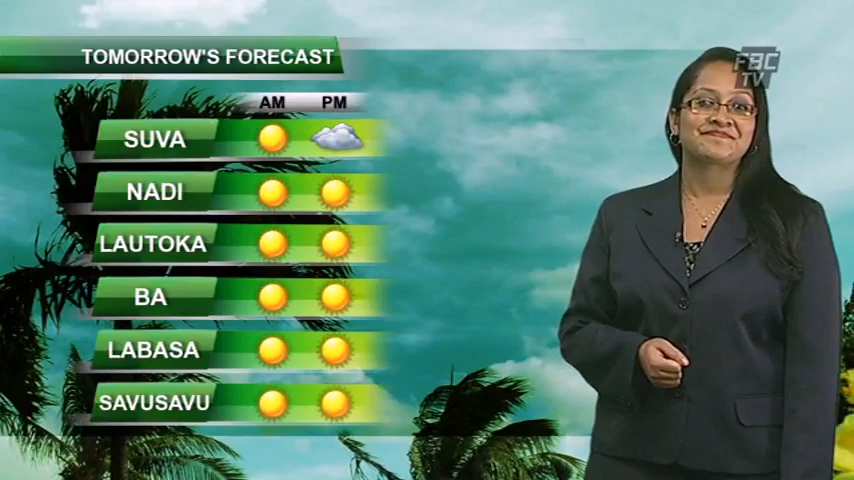 TOMORROW'S FORECAST
FBC
TV
AM PM
SUVA
NADI
LAUTOKA
BA
LABASA
SAVUSAVU